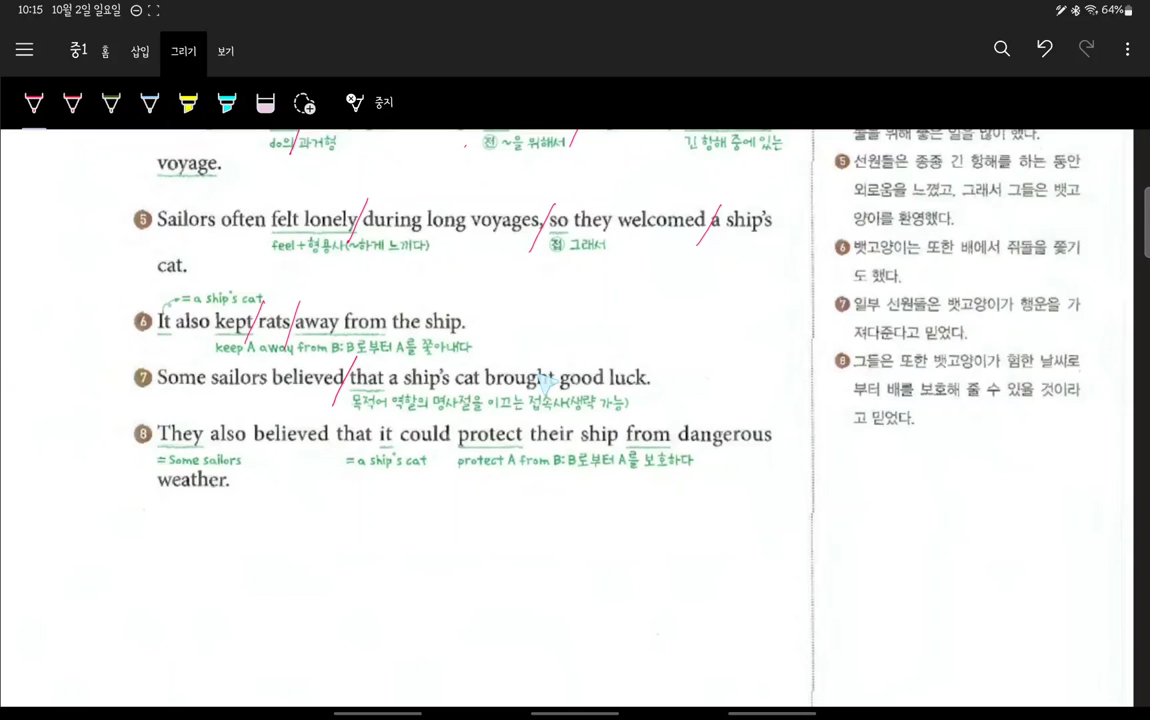 10:15 10월 2일 일요일 64%
중1 홈 삽입 그리기 보기
중지
do의 과거형 전 ~을 위해서 긴 항해 중에 있는
voyage.
5 Sailors often felt lonely during long voyages, so they welcomed a ship's
feel+형용사(~하게 느끼다) 접 그래서
cat.
= a ship's cat
6 It also kept rats away from the ship.
keep A away from B: B로부터 A를 쫓아내다
7 Some sailors believed that a ship's cat brought good luck.
목적어 역할의 명사절을 이끄는 접속사(생략 가능)
8 They also believed that it could protect their ship from dangerous
= Some sailors = a ship's cat protect A from B: B로부터 A를 보호하다
weather.
들을 위해 좋은 일을 많이 했다.
5 선원들은 종종 긴 항해를 하는 동안
외로움을 느꼈고, 그래서 그들은 뱃고
양이를 환영했다.
6 뱃고양이는 또한 배에서 쥐들을 쫓기
도 했다.
7 일부 선원들은 뱃고양이가 행운을 가
져다준다고 믿었다.
8 그들은 또한 뱃고양이가 험한 날씨로
부터 배를 보호해 줄 수 있을 것이라
고 믿었다.